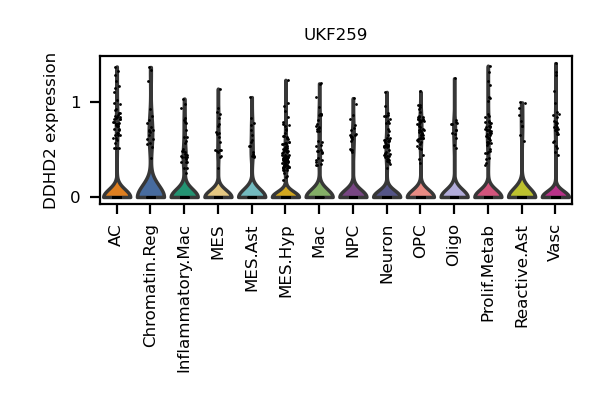 UKF259
DDHD2 expression
1
0
AC
Chromatin.Reg
Inflammatory.Mac
MES
MES.Ast
MES.Hyp
Mac
NPC
Neuron
OPC
Oligo
Prolif.Metab
Reactive.Ast
Vasc